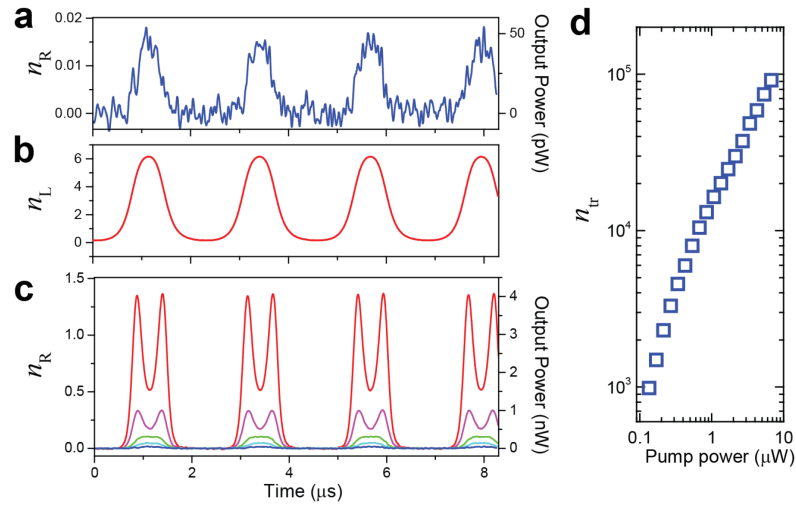 a
0.02
0.01
0.00
n_R
50
0
Output Power (pW)
b
6
4
2
0
n_L
c
1.5
1.0
0.5
0.0
n_R
4
3
2
1
0
Output Power (nW)
0 2 4 6 8
Time (μs)
d
10^5
10^4
10^3
n_tr
0.1 1 10
Pump power (μW)